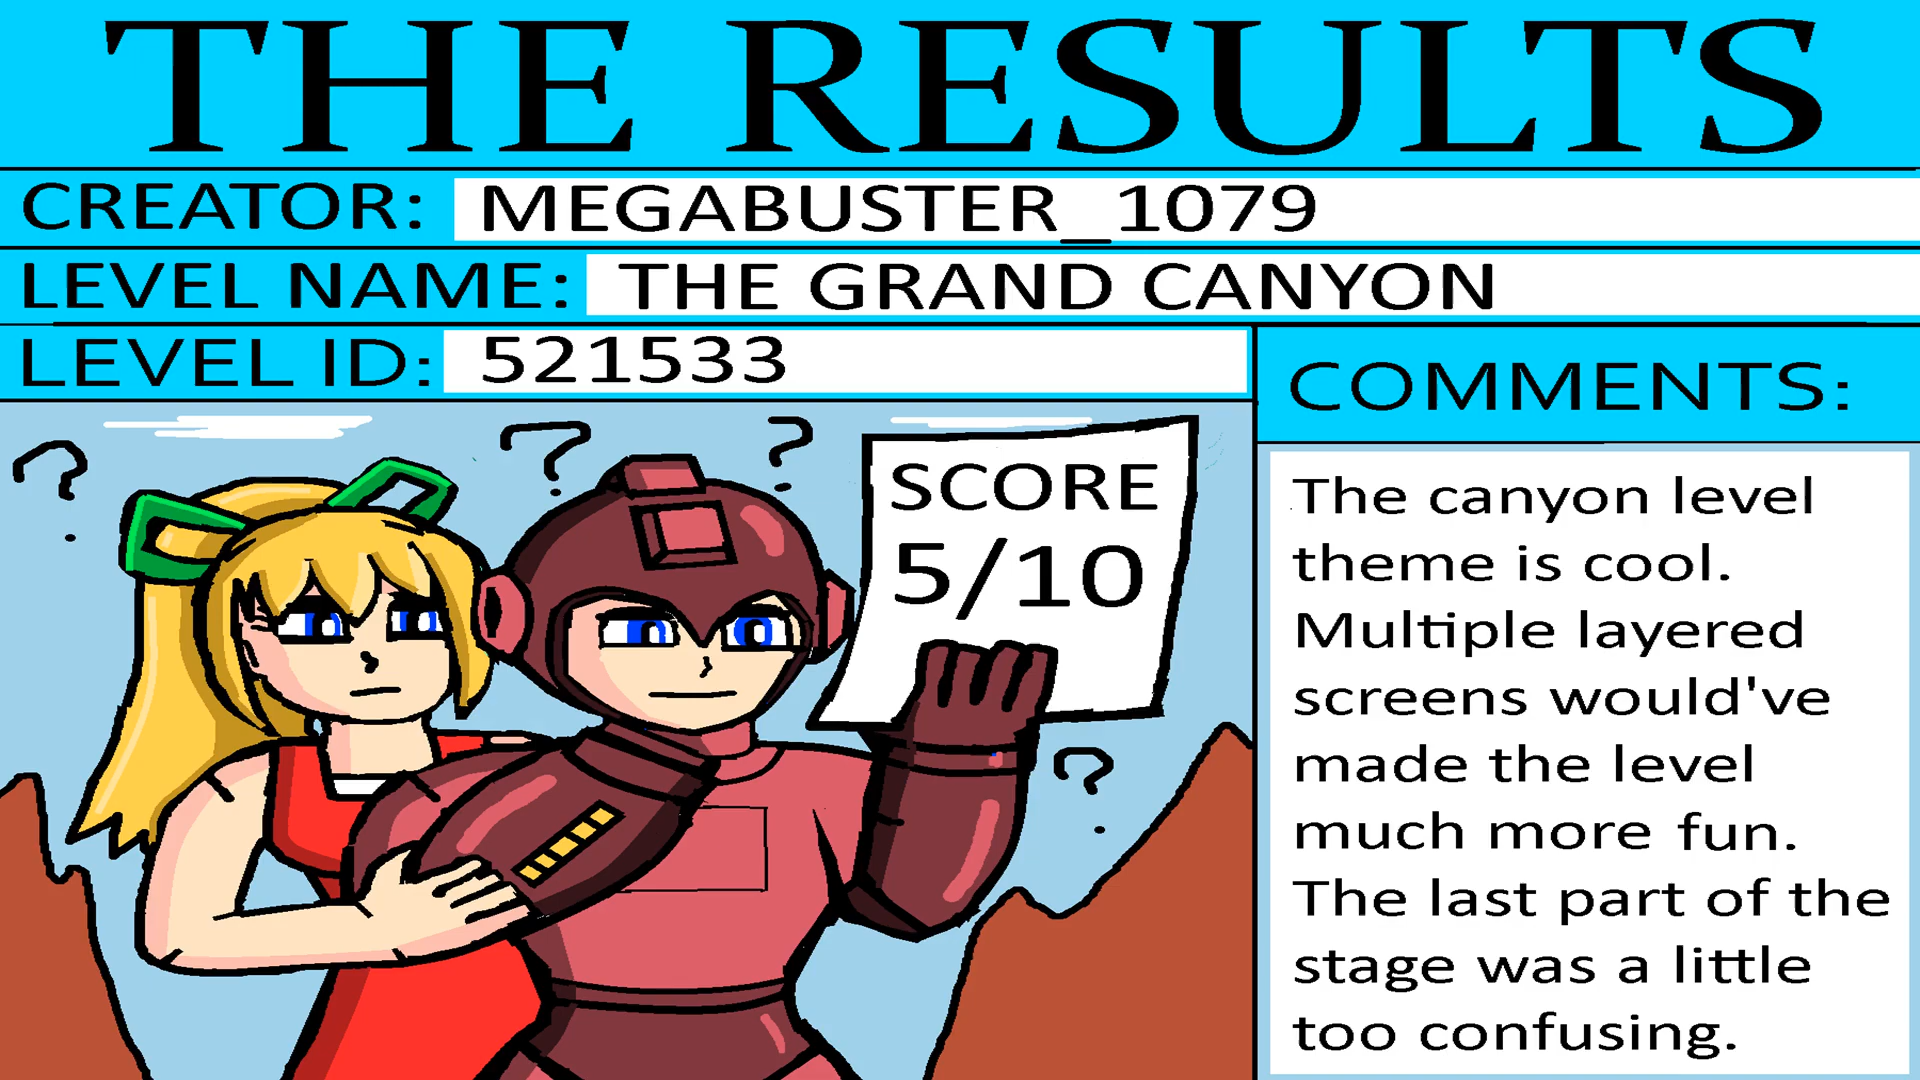 THE RESULTS
CREATOR: MEGABUSTER_1079
LEVEL NAME: THE GRAND CANYON
LEVEL ID: 521533
COMMENTS:
? ? ? ?
SCORE
5/10
The canyon level
theme is cool.
Multiple layered
screens would've
made the level
much more fun.
The last part of the
stage was a little
too confusing.